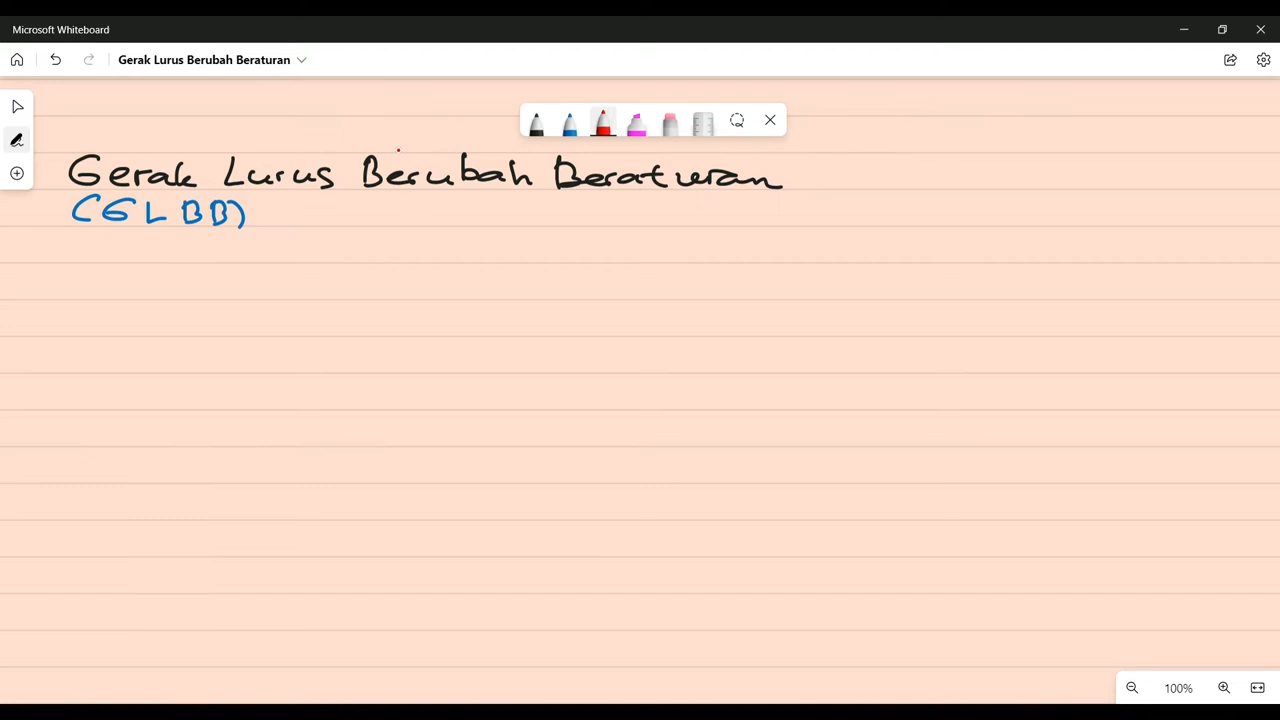 Microsoft Whiteboard
Gerak Lurus Berubah Beraturan
Gerak Lurus Berubah Beraturan
(GLBB)
100%